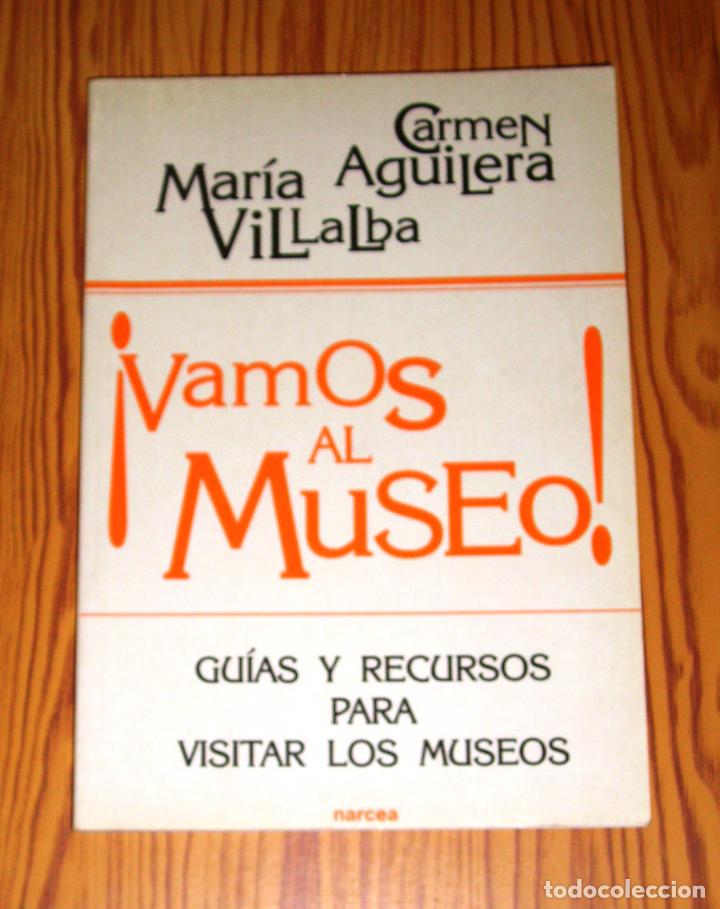 Carmen
María Aguilera
Villalba
¡Vamos
al
Museo!
GUÍAS Y RECURSOS
PARA
VISITAR LOS MUSEOS
narcea
todocoleccion